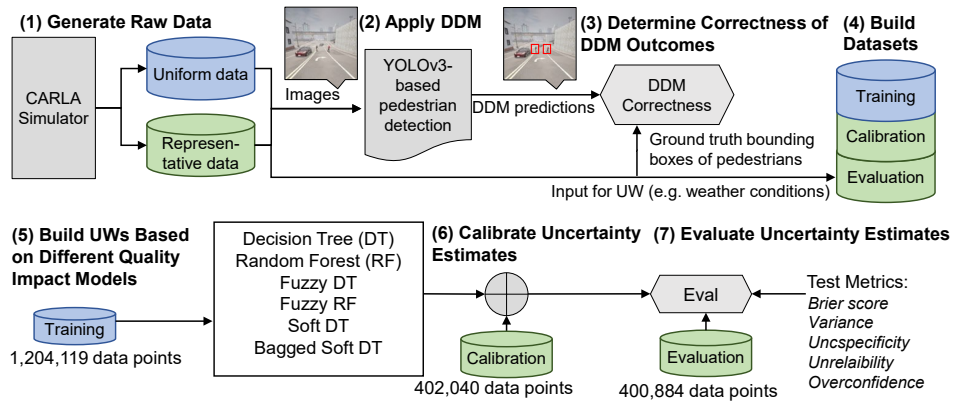 (1) Generate Raw Data
(2) Apply DDM
(3) Determine Correctness of
DDM Outcomes
(4) Build
Datasets
CARLA
Simulator
Uniform data
Represen-
tative data
Images
YOLOv3-
based
pedestrian
detection
DDM predictions
DDM
Correctness
Ground truth bounding
boxes of pedestrians
Input for UW (e.g. weather conditions)
Training
Calibration
Evaluation
(5) Build UWs Based
on Different Quality
Impact Models
Training
1,204,119 data points
Decision Tree (DT)
Random Forest (RF)
Fuzzy DT
Fuzzy RF
Soft DT
Bagged Soft DT
(6) Calibrate Uncertainty
Estimates
Calibration
402,040 data points
(7) Evaluate Uncertainty Estimates
Eval
Evaluation
400,884 data points
Test Metrics:
Brier score
Variance
Uncspecificity
Unrelaibility
Overconfidence